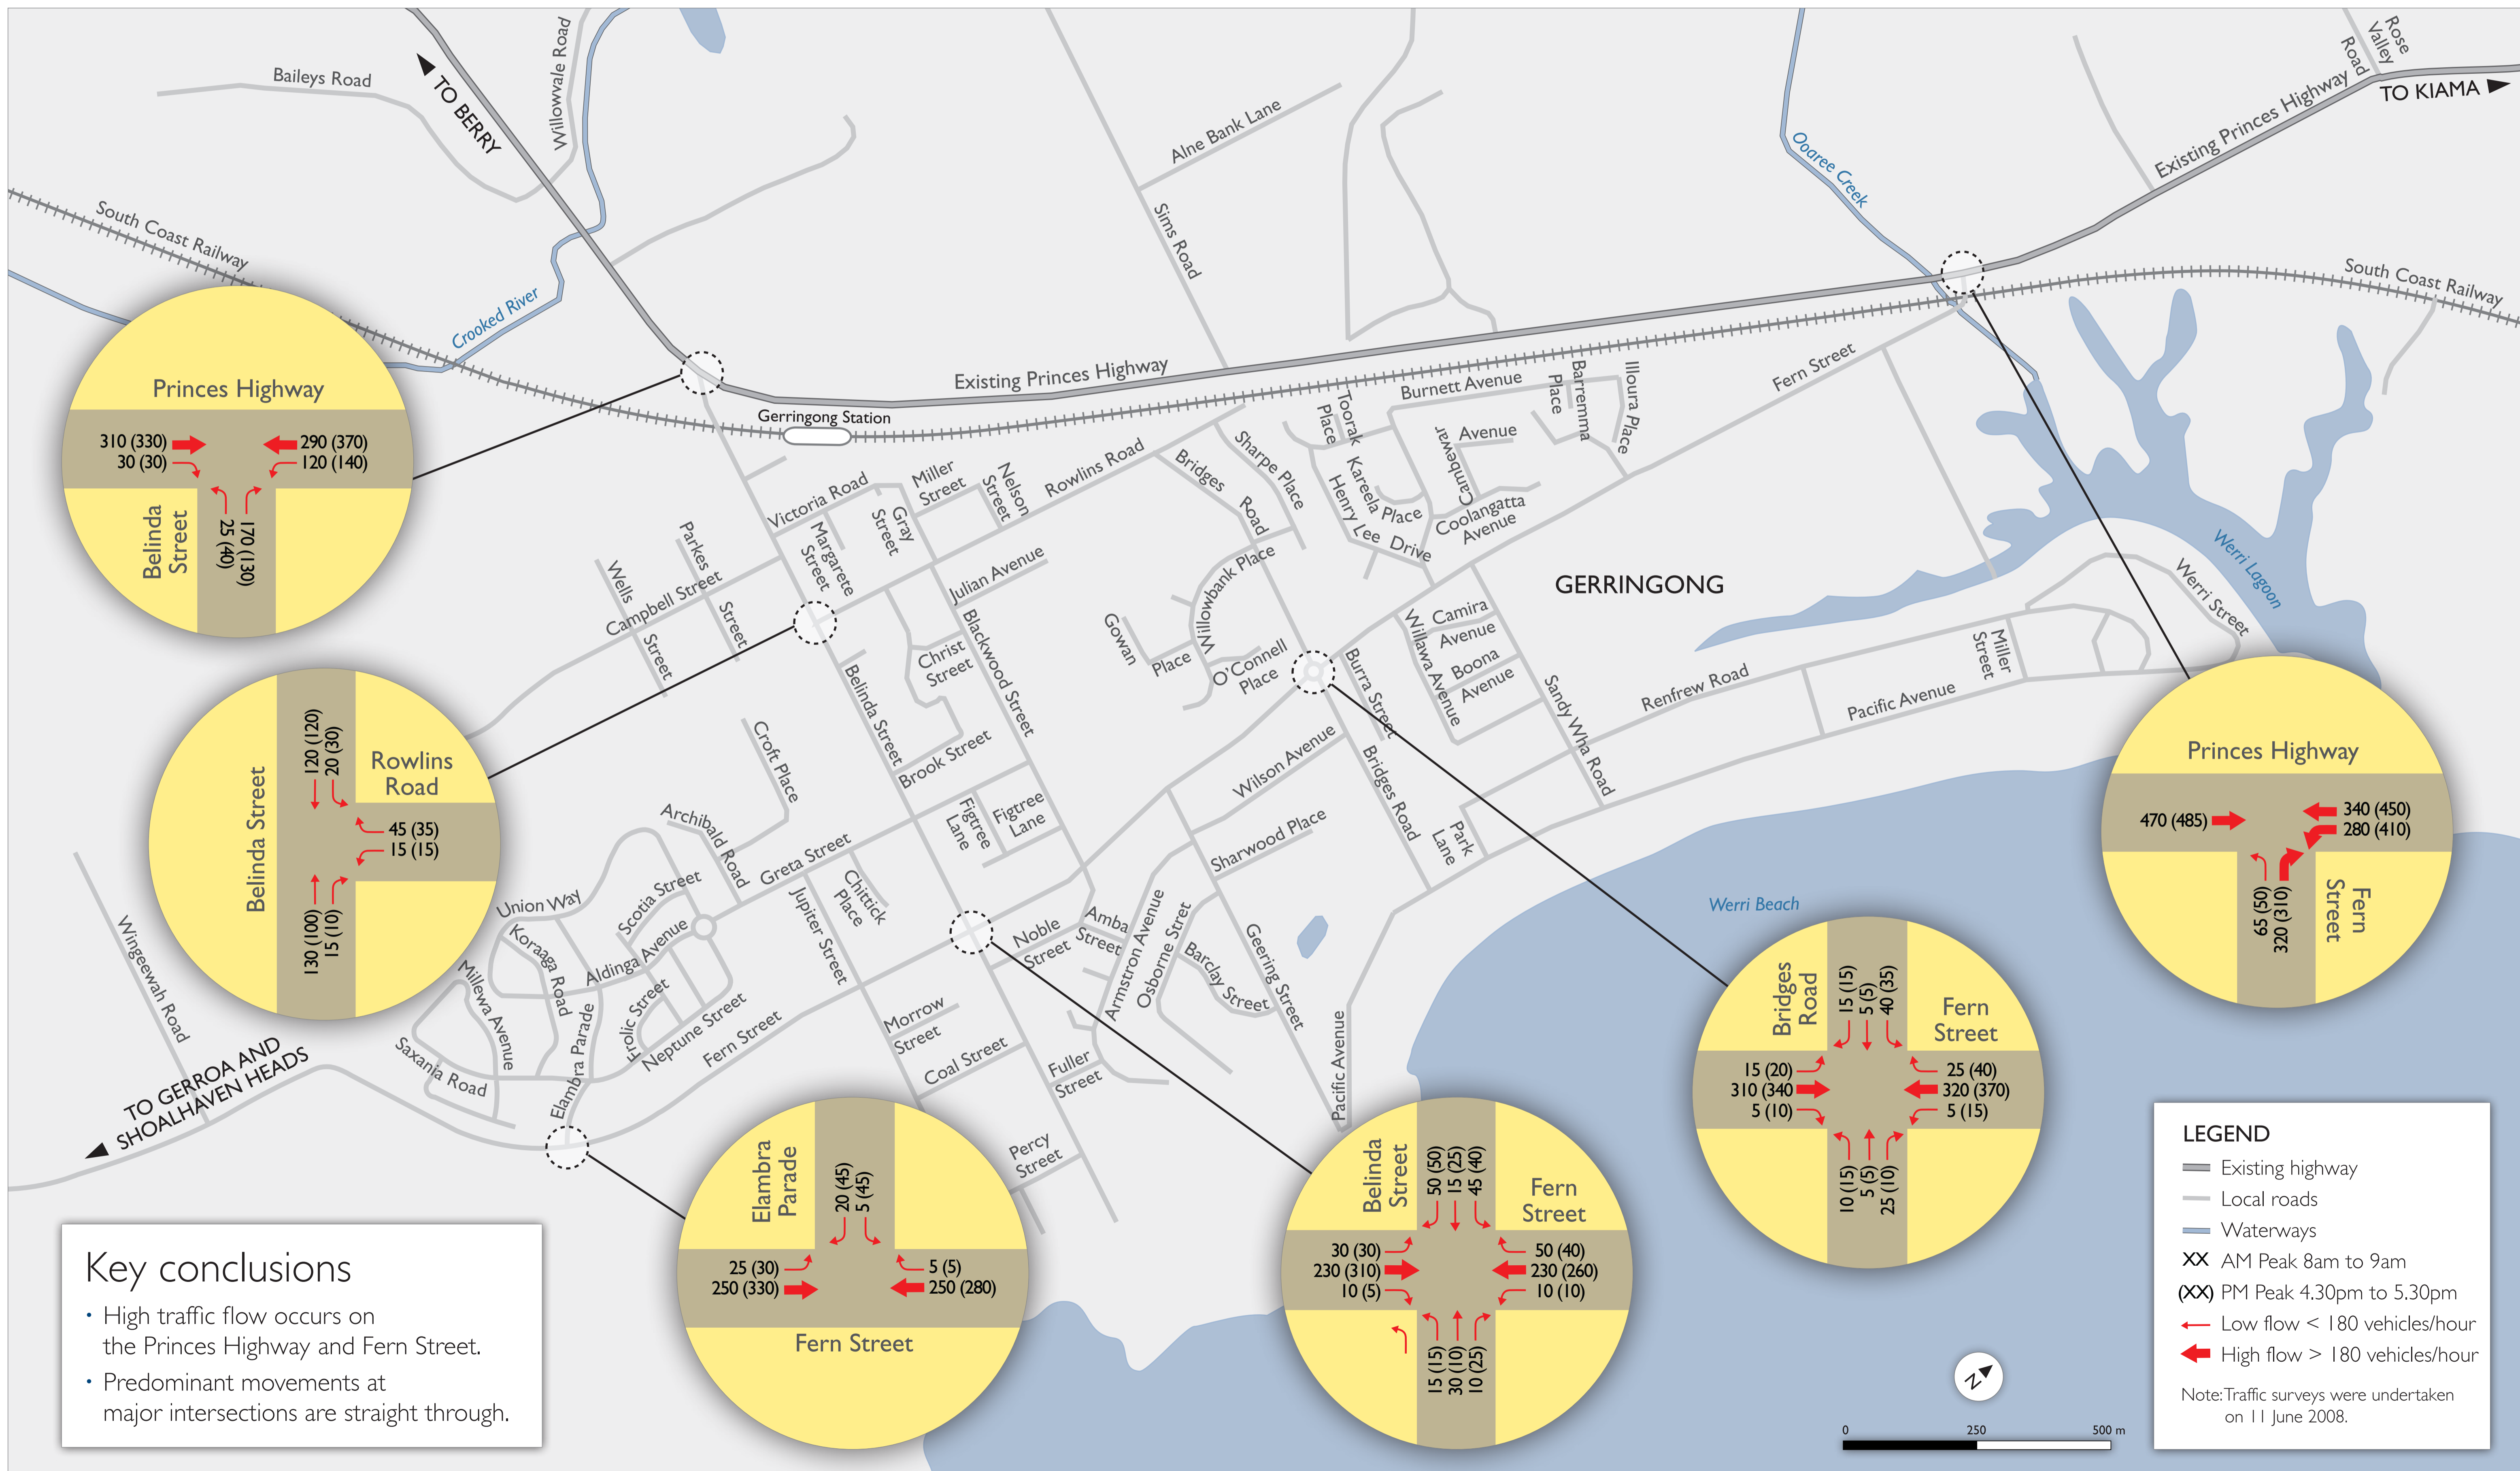 Baileys Road
Willowvale Road
TO BERRY
South Coast Railway
Crooked River
Alne Bank Lane
Sims Road
Ooaree Creek
Rose
Valley
Road
Existing Princes Highway
TO KIAMA
South Coast Railway
Existing Princes Highway
Gerringong Station
Fern Street
Burnett Avenue
Toorak
Place
Barremma
Place
Illoura Place
Cambewar
Avenue
Kareela Place
Henry Lee Drive
Coolangatta
Avenue
Sharpe Place
Bridges
Road
Rowlins Road
Nelson
Street
Miller
Street
Gray
Street
Victoria Road
Margarete
Street
Parkes
Street
Wells
Street
Campbell Street
Julian Avenue
Blackwood Street
Christ
Street
Belinda Street
Brook Street
Willowbank Place
Gowan
Place
O'Connell
Place
GERRINGONG
Camira
Avenue
Willawa Avenue
Boona
Avenue
Burra Street
Sandy Wha Road
Renfrew Road
Pacific Avenue
Miller
Street
Werri Street
Werri Lagoon
Wilson Avenue
Bridges Road
Park
Lane
Sharwood Place
Croft Place
Archibald Road
Greta Street
Figtree
Lane
Figtree
Lane
Chittick
Place
Jupiter Street
Union Way
Scotia Street
Koraaga Road
Aldinga Avenue
Milewa Avenue
Frolic Street
Neptune Street
Elambra Parade
Saxania Road
Fern Street
Wingeewah Road
TO GERROA AND
SHOALHAVEN HEADS
Noble
Street
Amba
Street
Armstron Avenue
Osborne Stret
Barclay Street
Geering Street
Morrow
Street
Coal Street
Fuller
Street
Percy
Street
Pacific Avenue
Werri Beach
Princes Highway
310 (330)
30 (30)
290 (370)
120 (140)
25 (40)
170 (130)
Belinda
Street
Belinda Street
120 (120)
20 (30)
Rowlins
Road
45 (35)
15 (15)
130 (100)
15 (10)
Elambra
Parade
20 (45)
5 (45)
25 (30)
250 (330)
5 (5)
250 (280)
Fern Street
Belinda
Street
50 (50)
15 (25)
45 (40)
Fern
Street
30 (30)
230 (310)
10 (5)
50 (40)
230 (260)
10 (10)
15 (15)
30 (10)
10 (25)
Bridges
Road
15 (15)
5 (5)
40 (35)
Fern
Street
15 (20)
310 (340
5 (10)
25 (40)
320 (370)
5 (15)
10 (15)
5 (5)
25 (10)
Princes Highway
470 (485)
340 (450)
280 (410)
65 (50)
320 (310)
Fern
Street
Key conclusions
• High traffic flow occurs on
the Princes Highway and Fern Street.
• Predominant movements at
major intersections are straight through.
N
0 250 500 m
LEGEND
Existing highway
Local roads
Waterways
XX AM Peak 8am to 9am
(XX) PM Peak 4.30pm to 5.30pm
Low flow < 180 vehicles/hour
High flow > 180 vehicles/hour
Note: Traffic surveys were undertaken
on 11 June 2008.